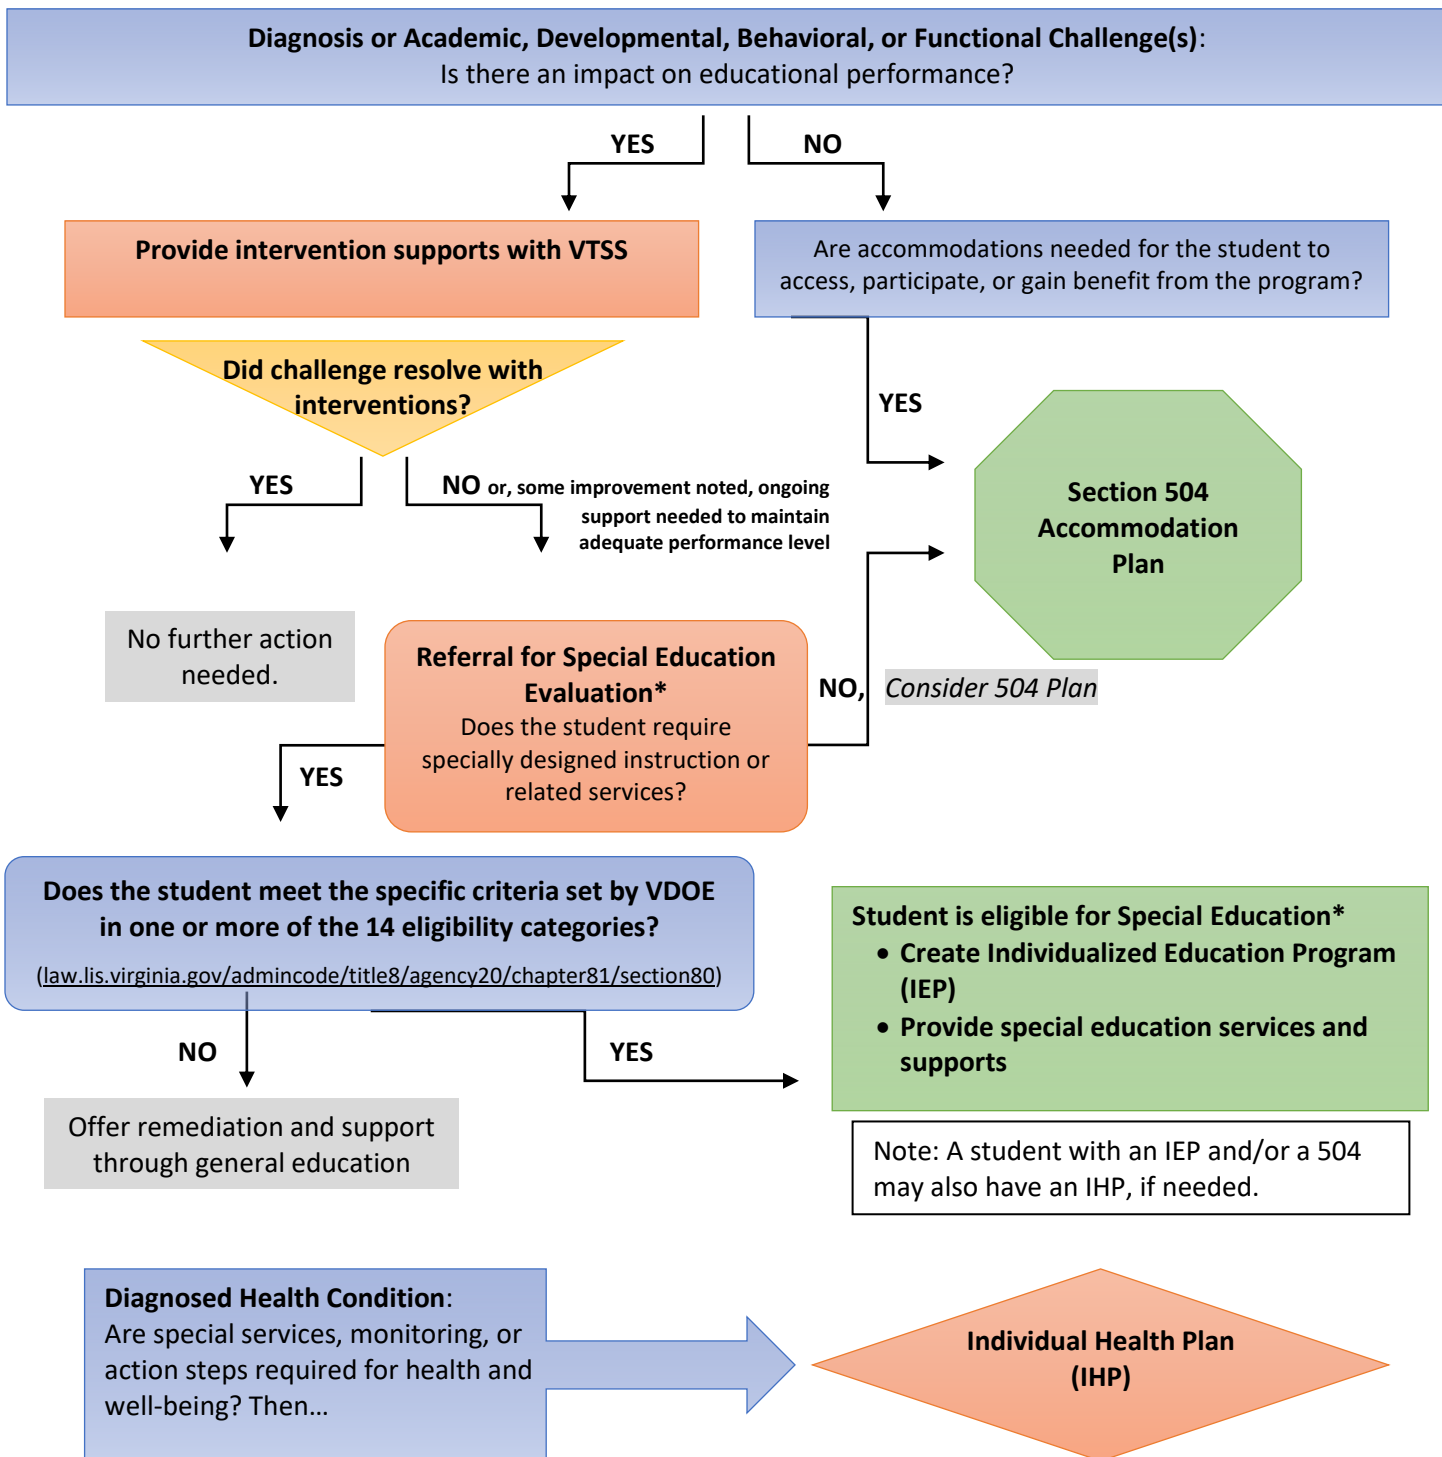 Diagnosis or Academic, Developmental, Behavioral, or Functional Challenge(s):
Is there an impact on educational performance?
YES
NO
Provide intervention supports with VTSS
Are accommodations needed for the student to
access, participate, or gain benefit from the program?
Did challenge resolve with
interventions?
YES
Section 504
Accommodation
Plan
YES
NO or, some improvement noted, ongoing
support needed to maintain
adequate performance level
No further action
needed.
Referral for Special Education
Evaluation*
Does the student require
specially designed instruction or
related services?
NO, Consider 504 Plan
YES
Does the student meet the specific criteria set by VDOE
in one or more of the 14 eligibility categories?
(law.lis.virginia.gov/admincode/title8/agency20/chapter81/section80)
Student is eligible for Special Education*
• Create Individualized Education Program
(IEP)
• Provide special education services and
supports
NO
YES
Offer remediation and support
through general education
Note: A student with an IEP and/or a 504
may also have an IHP, if needed.
Diagnosed Health Condition:
Are special services, monitoring, or
action steps required for health and
well-being? Then…
Individual Health Plan
(IHP)